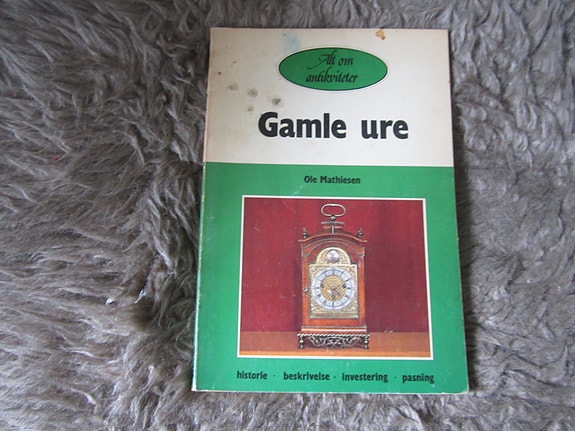 Alt om
antikviteter
Gamle ure
Ole Mathiesen
historie · beskrivelse · investering · pasning